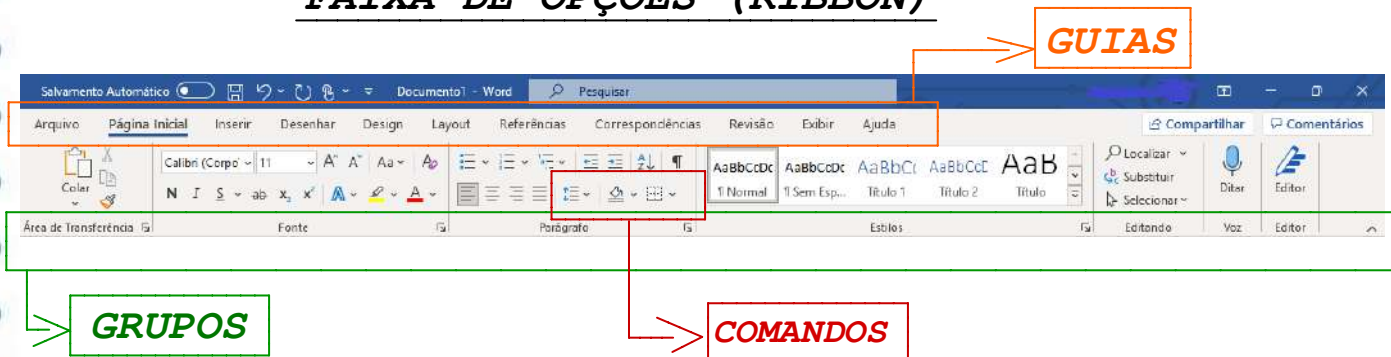 FAIXA DE OPÇÕES (RIBBON)
GUIAS
Salvamento Automático Documento1 - Word Pesquisar
Arquivo Página Inicial Inserir Desenhar Design Layout Referências Correspondências Revisão Exibir Ajuda Compartilhar Comentários
Colar
Calibri (Corpo 11 A^ A˅ Aa A
N I S ab x₂ x² A A
AaBbCcDc AaBbCcDc AaBbC AaBbCcD AaB
¶ Normal ¶ Sem Esp... Título 1 Título 2 Título
Localizar
Substituir
Selecionar
Ditar
Editor
Área de Transferência Fonte Parágrafo Estilos Editando Voz Editor
GRUPOS
COMANDOS